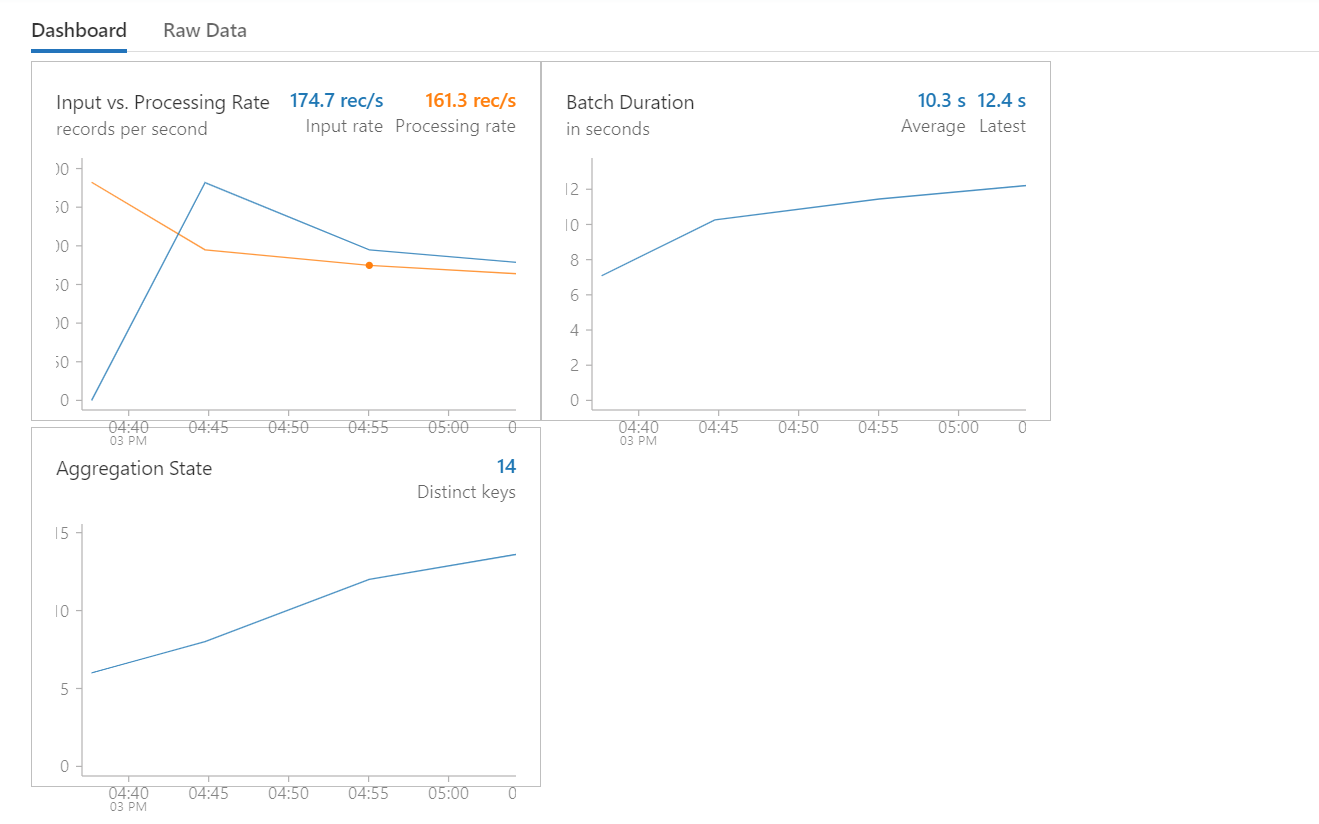 Dashboard Raw Data
Input vs. Processing Rate 174.7 rec/s 161.3 rec/s
records per second Input rate Processing rate
0
04:40 04:45 04:50 04:55 05:00
03 PM
Batch Duration 10.3 s 12.4 s
in seconds Average Latest
12
10
8
6
4
2
0
04:40 04:45 04:50 04:55 05:00
03 PM
Aggregation State 14
Distinct keys
15
10
5
0
04:40 04:45 04:50 04:55 05:00
03 PM